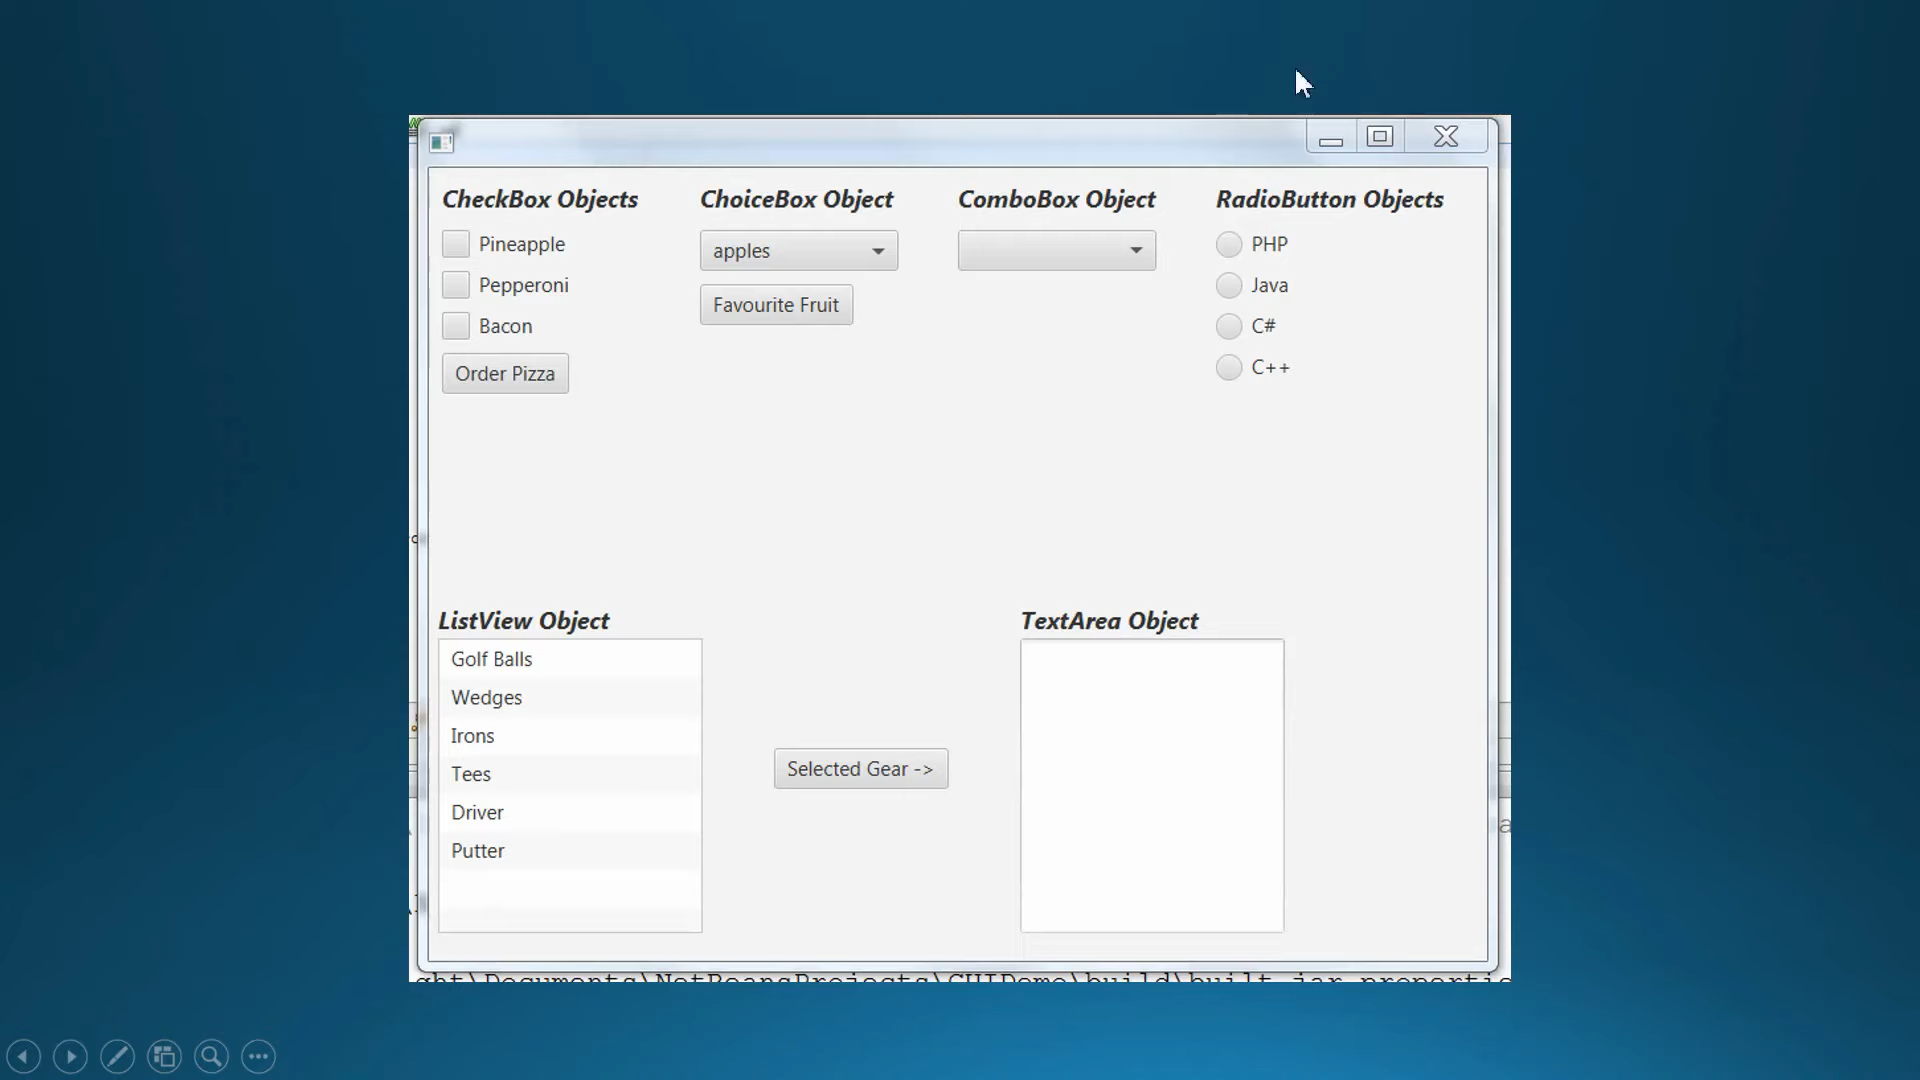 CheckBox Objects
Pineapple
Pepperoni
Bacon
Order Pizza
ChoiceBox Object
apples
Favourite Fruit
ComboBox Object
RadioButton Objects
PHP
Java
C#
C++
ListView Object
Golf Balls
Wedges
Irons
Tees
Driver
Putter
Selected Gear ->
TextArea Object